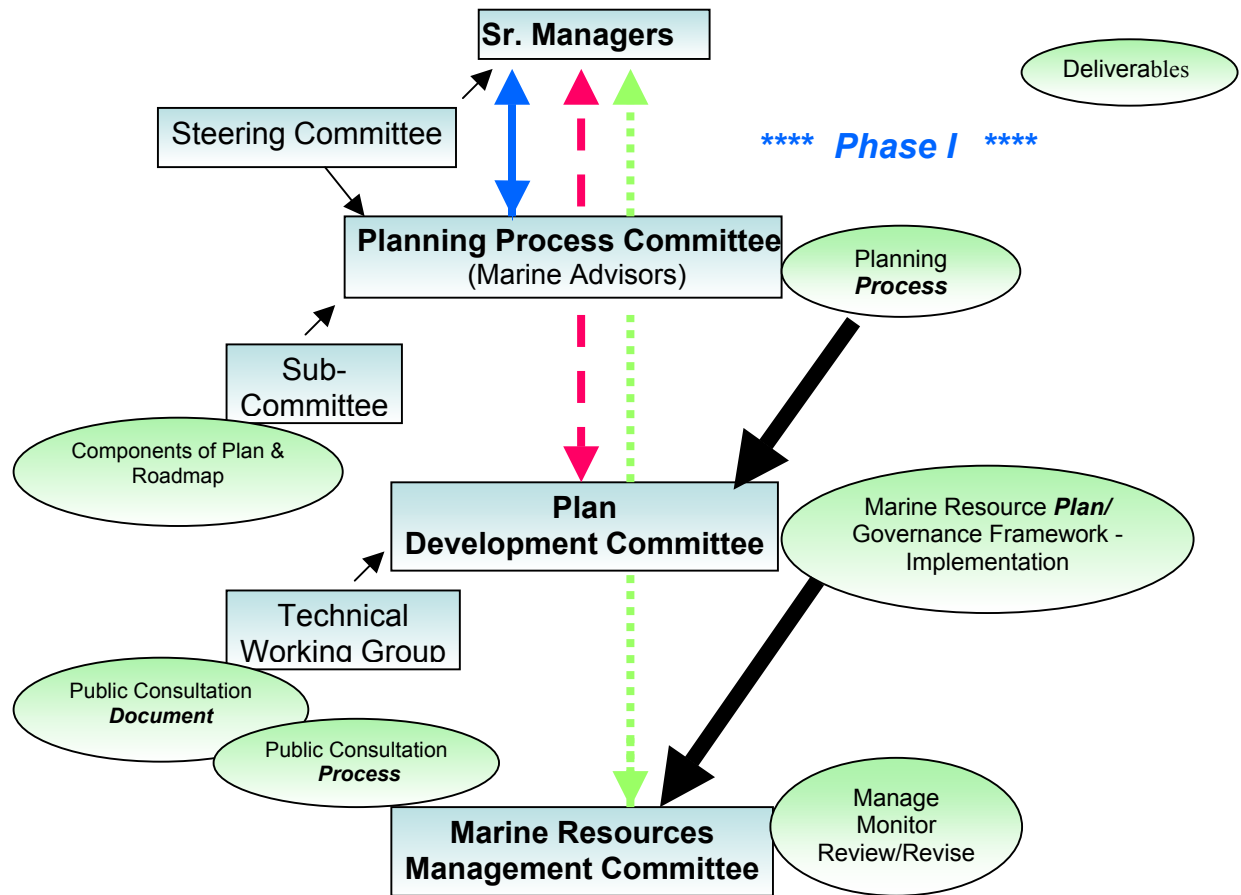 Sr. Managers
Deliverables
Steering Committee
**** Phase I ****
Planning Process Committee
(Marine Advisors)
Planning
Process
Sub-
Committee
Components of Plan &
Roadmap
Plan
Development Committee
Marine Resource Plan/
Governance Framework -
Implementation
Technical
Working Group
Public Consultation
Document
Public Consultation
Process
Marine Resources
Management Committee
Manage
Monitor
Review/Revise